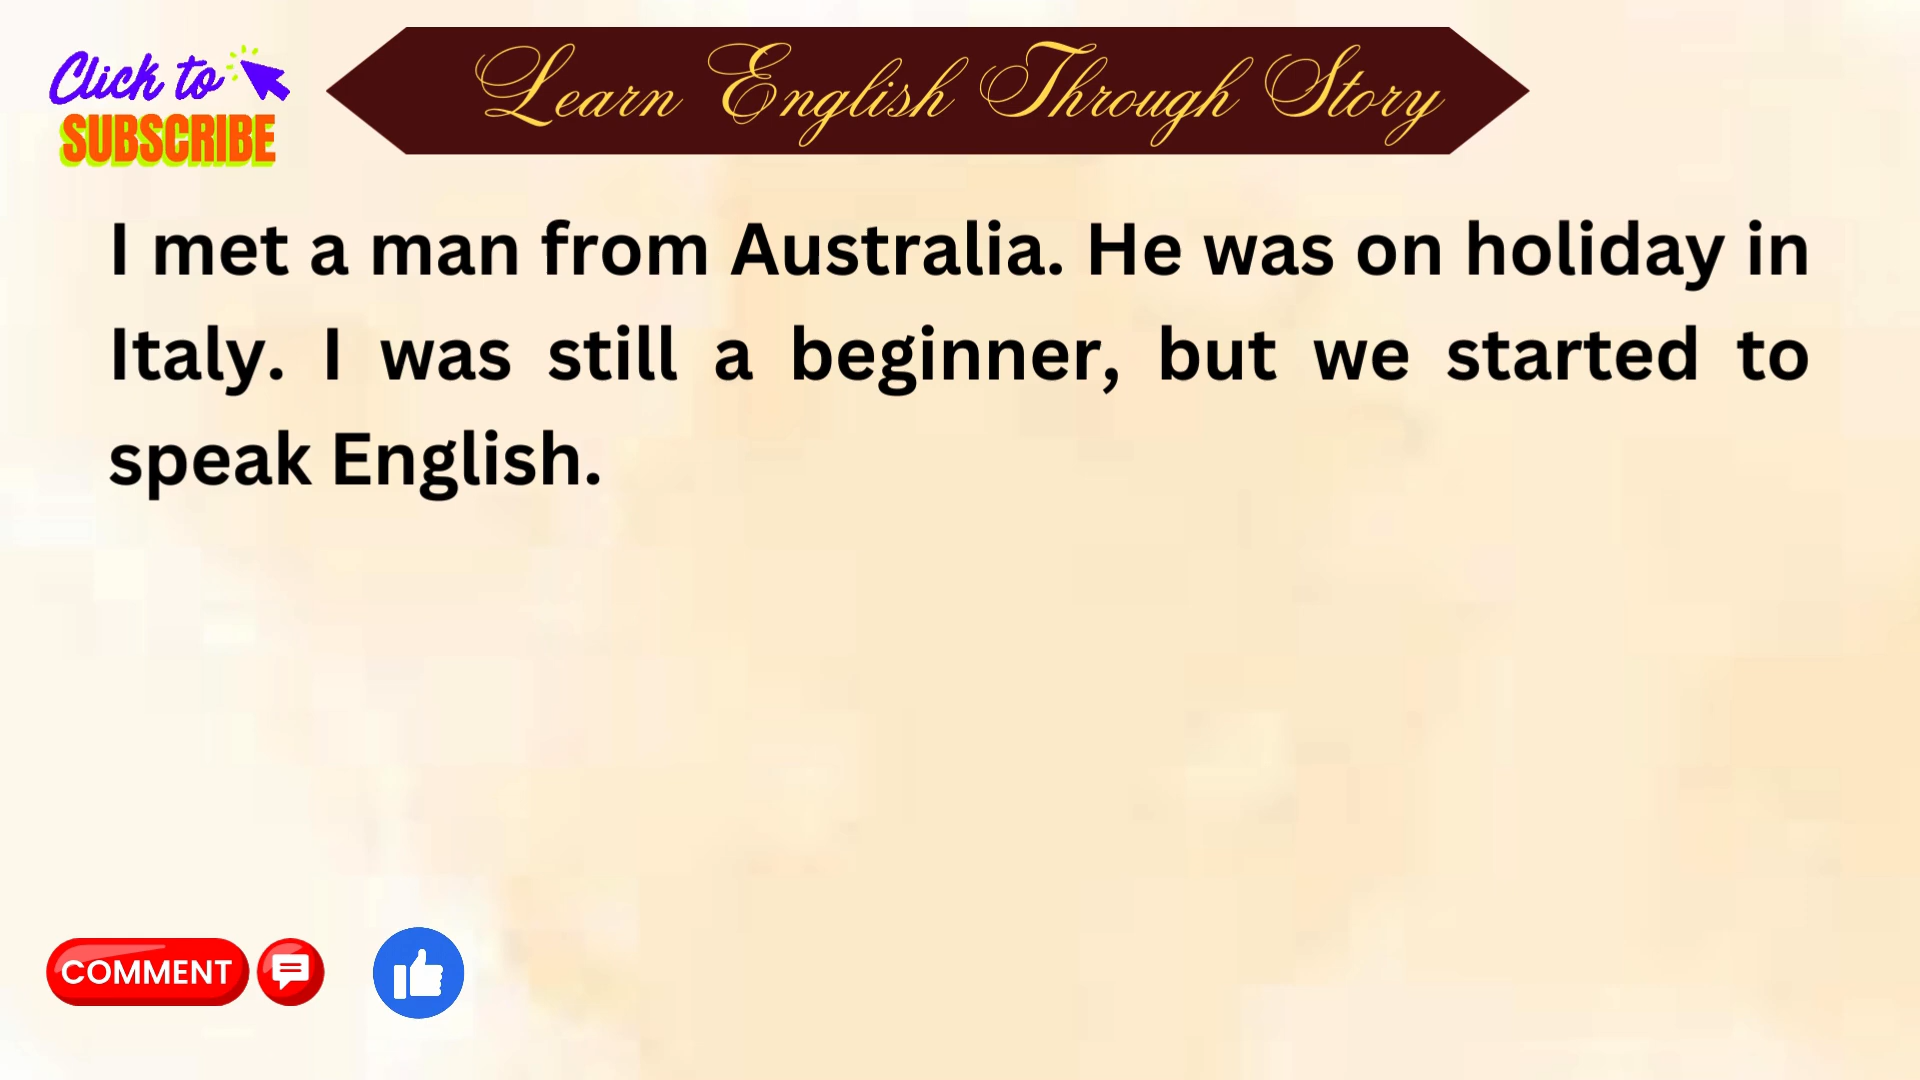 Click to
SUBSCRIBE
Learn English Through Story
I met a man from Australia. He was on holiday in
Italy. I was still a beginner, but we started to
speak English.
COMMENT